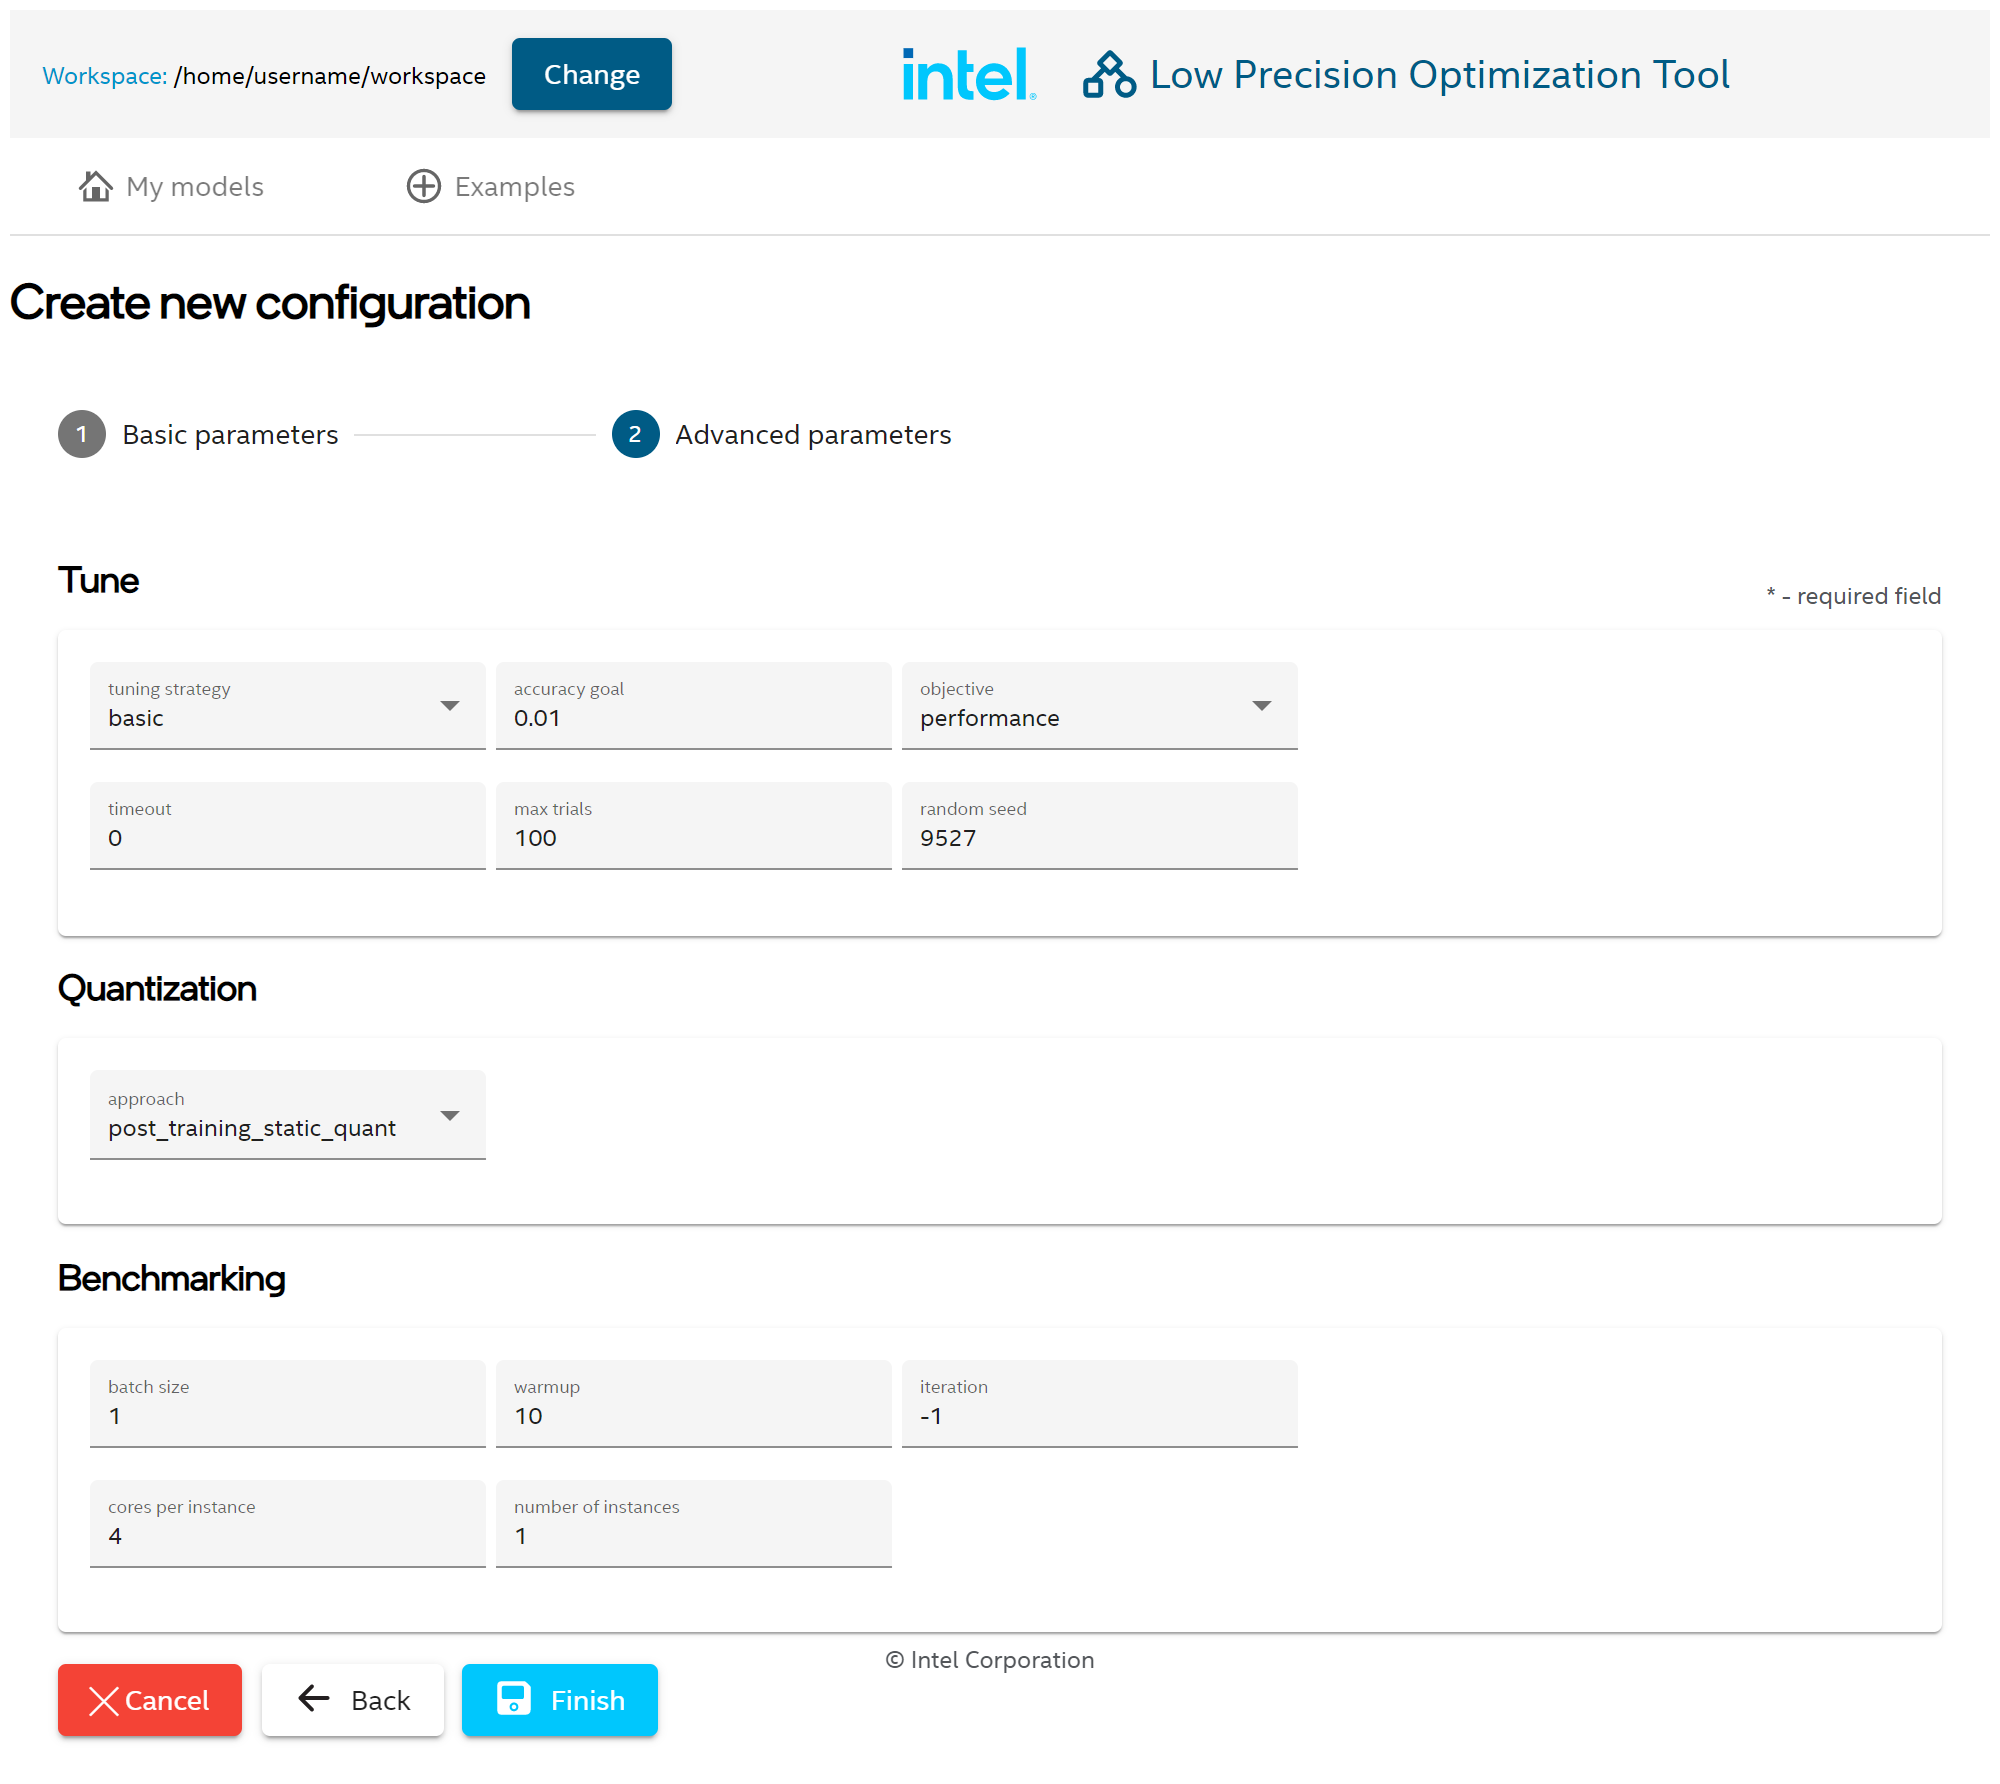 Workspace: /home/username/workspace Change intel® Low Precision Optimization Tool
My models Examples
Create new configuration
1 Basic parameters 2 Advanced parameters
Tune
* - required field
tuning strategy accuracy goal objective
basic 0.01 performance
timeout max trials random seed
0 100 9527
Quantization
approach
post_training_static_quant
Benchmarking
batch size warmup iteration
1 10 -1
cores per instance number of instances
4 1
© Intel Corporation
Cancel Back Finish